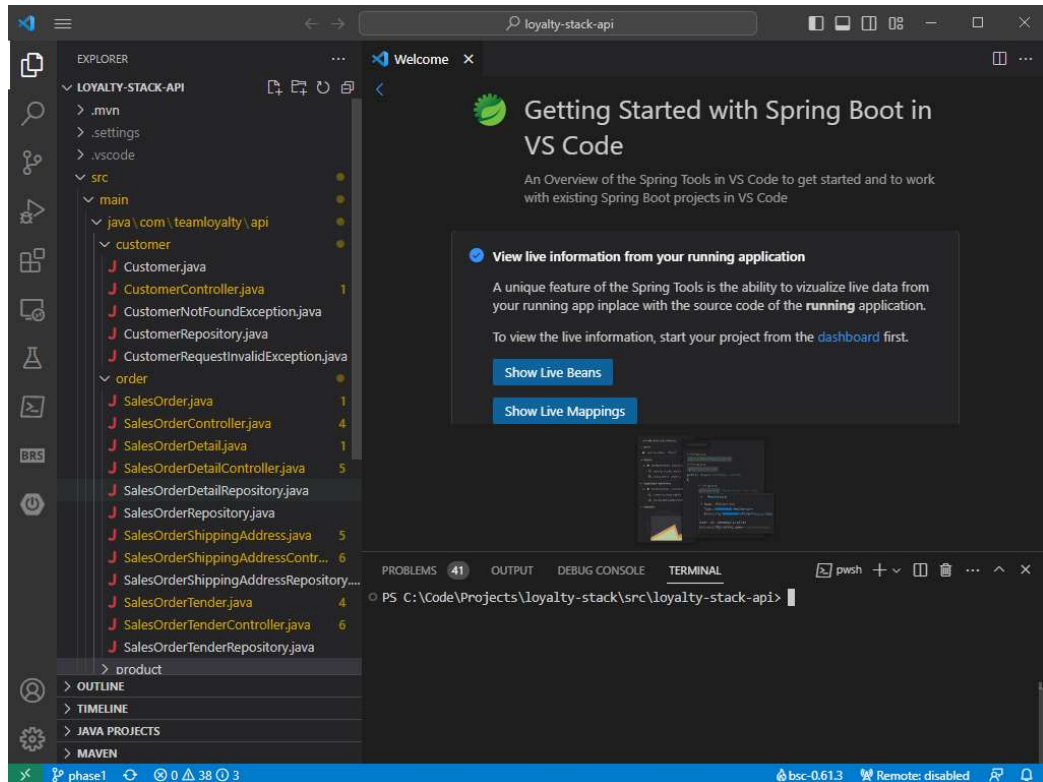 loyalty-stack-api
EXPLORER
LOYALTY-STACK-API
.mvn
.settings
.vscode
src
main
java\com\teamloyalty\api
customer
Customer.java
CustomerController.java 1
CustomerNotFoundException.java
CustomerRepository.java
CustomerRequestInvalidException.java
order
SalesOrder.java 1
SalesOrderController.java 4
SalesOrderDetail.java 1
SalesOrderDetailController.java 5
SalesOrderDetailRepository.java
SalesOrderRepository.java
SalesOrderShippingAddress.java 5
SalesOrderShippingAddressContr... 6
SalesOrderShippingAddressRepository....
SalesOrderTender.java 4
SalesOrderTenderController.java 6
SalesOrderTenderRepository.java
product
OUTLINE
TIMELINE
JAVA PROJECTS
MAVEN
BRS
Welcome
Getting Started with Spring Boot in
VS Code
An Overview of the Spring Tools in VS Code to get started and to work
with existing Spring Boot projects in VS Code
View live information from your running application
A unique feature of the Spring Tools is the ability to vizualize live data from
your running app inplace with the source code of the running application.
To view the live information, start your project from the dashboard first.
Show Live Beans
Show Live Mappings
PROBLEMS 41 OUTPUT DEBUG CONSOLE TERMINAL pwsh
PS C:\Code\Projects\loyalty-stack\src\loyalty-stack-api>
phase1 0 38 3 bsc-0.61.3 Remote: disabled